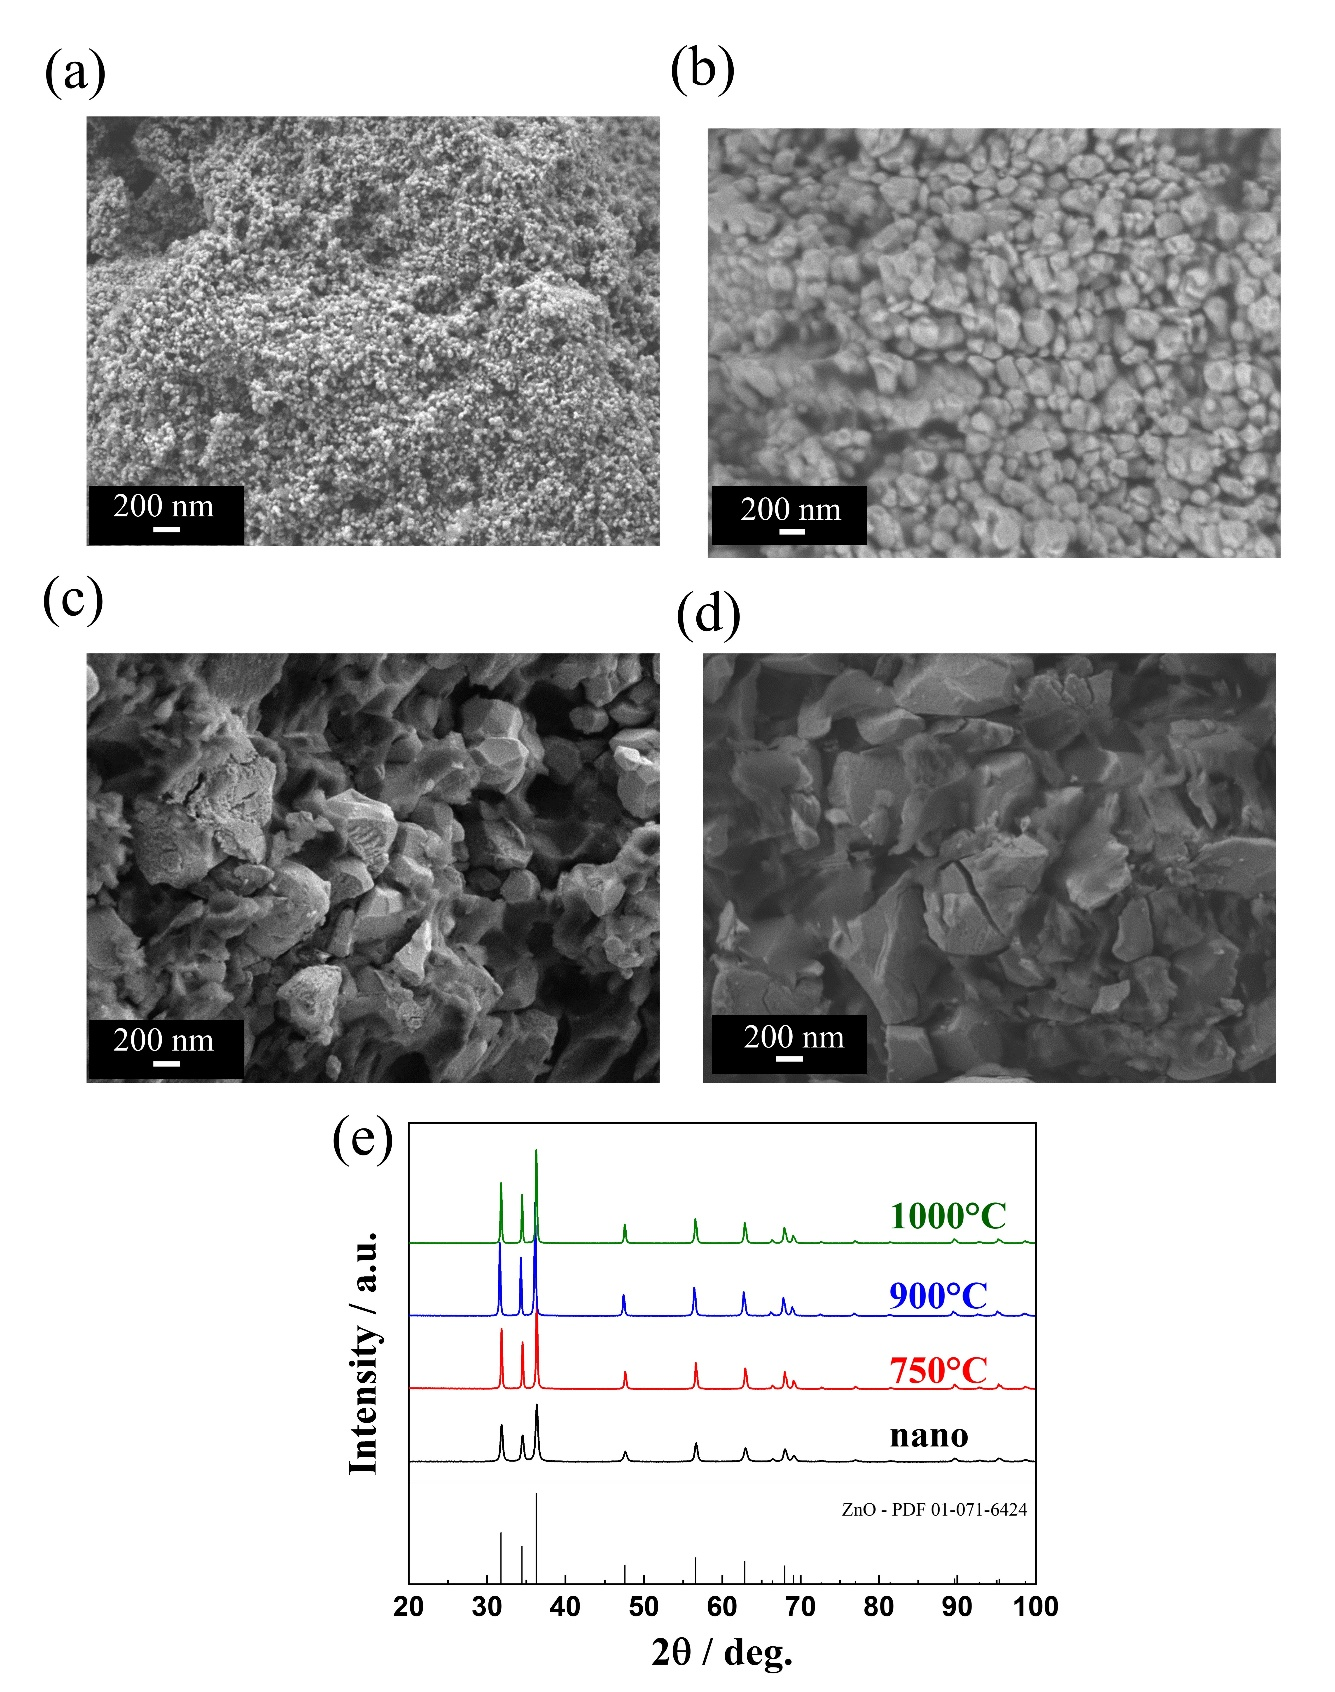 (a)
(b)
200 nm
200 nm
(c)
(d)
200 nm
200 nm
(e)
1000°C
900°C
750°C
nano
ZnO - PDF 01-071-6424
Intensity / a.u.
20 30 40 50 60 70 80 90 100
2θ / deg.